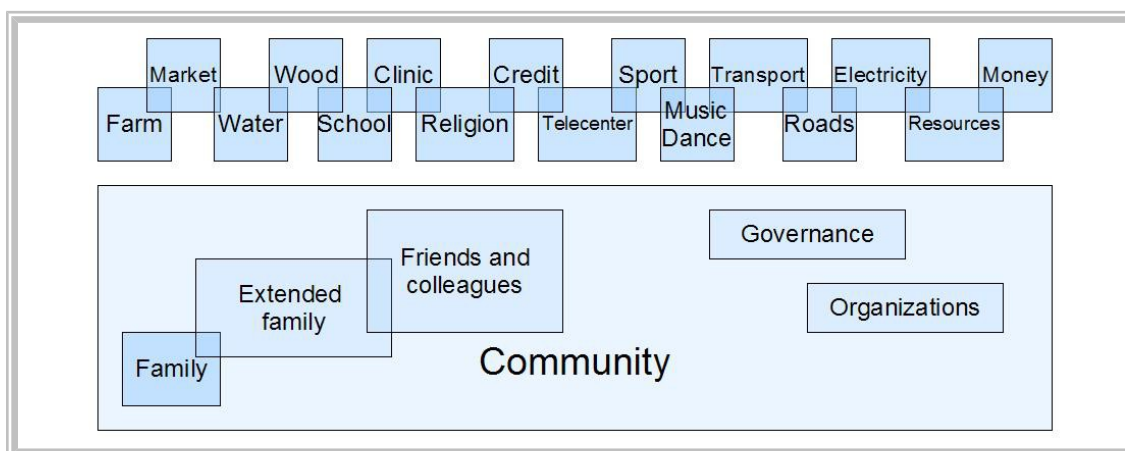 Market
Wood
Clinic
Credit
Sport
Transport
Electricity
Money
Farm
Water
School
Religion
Telecenter
Music
Dance
Roads
Resources
Friends and
colleagues
Governance
Extended
family
Organizations
Family
Community